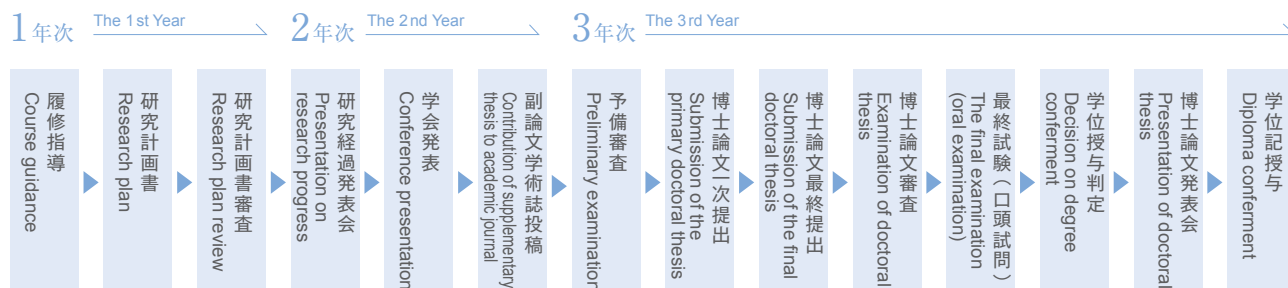 1年次 The 1st Year
2年次 The 2nd Year
3年次 The 3rd Year
履修指導
Course guidance
研究計画書
Research plan
研究計画書審査
Research plan review
研究経過発表会
Presentation on
research progress
学会発表
Conference presentation
副論文学術誌投稿
Contribution of supplementary
thesis to academic journal
予備審査
Preliminary examination
博士論文一次提出
Submission of the
primary doctoral thesis
博士論文最終提出
Submission of the final
doctoral thesis
博士論文審査
Examination of doctoral
thesis
最終試験(口頭試問)
The final examination
(oral examination)
学位授与判定
Decision on degree
conferment
博士論文発表会
Presentation of doctoral
thesis
学位記授与
Diploma conferment